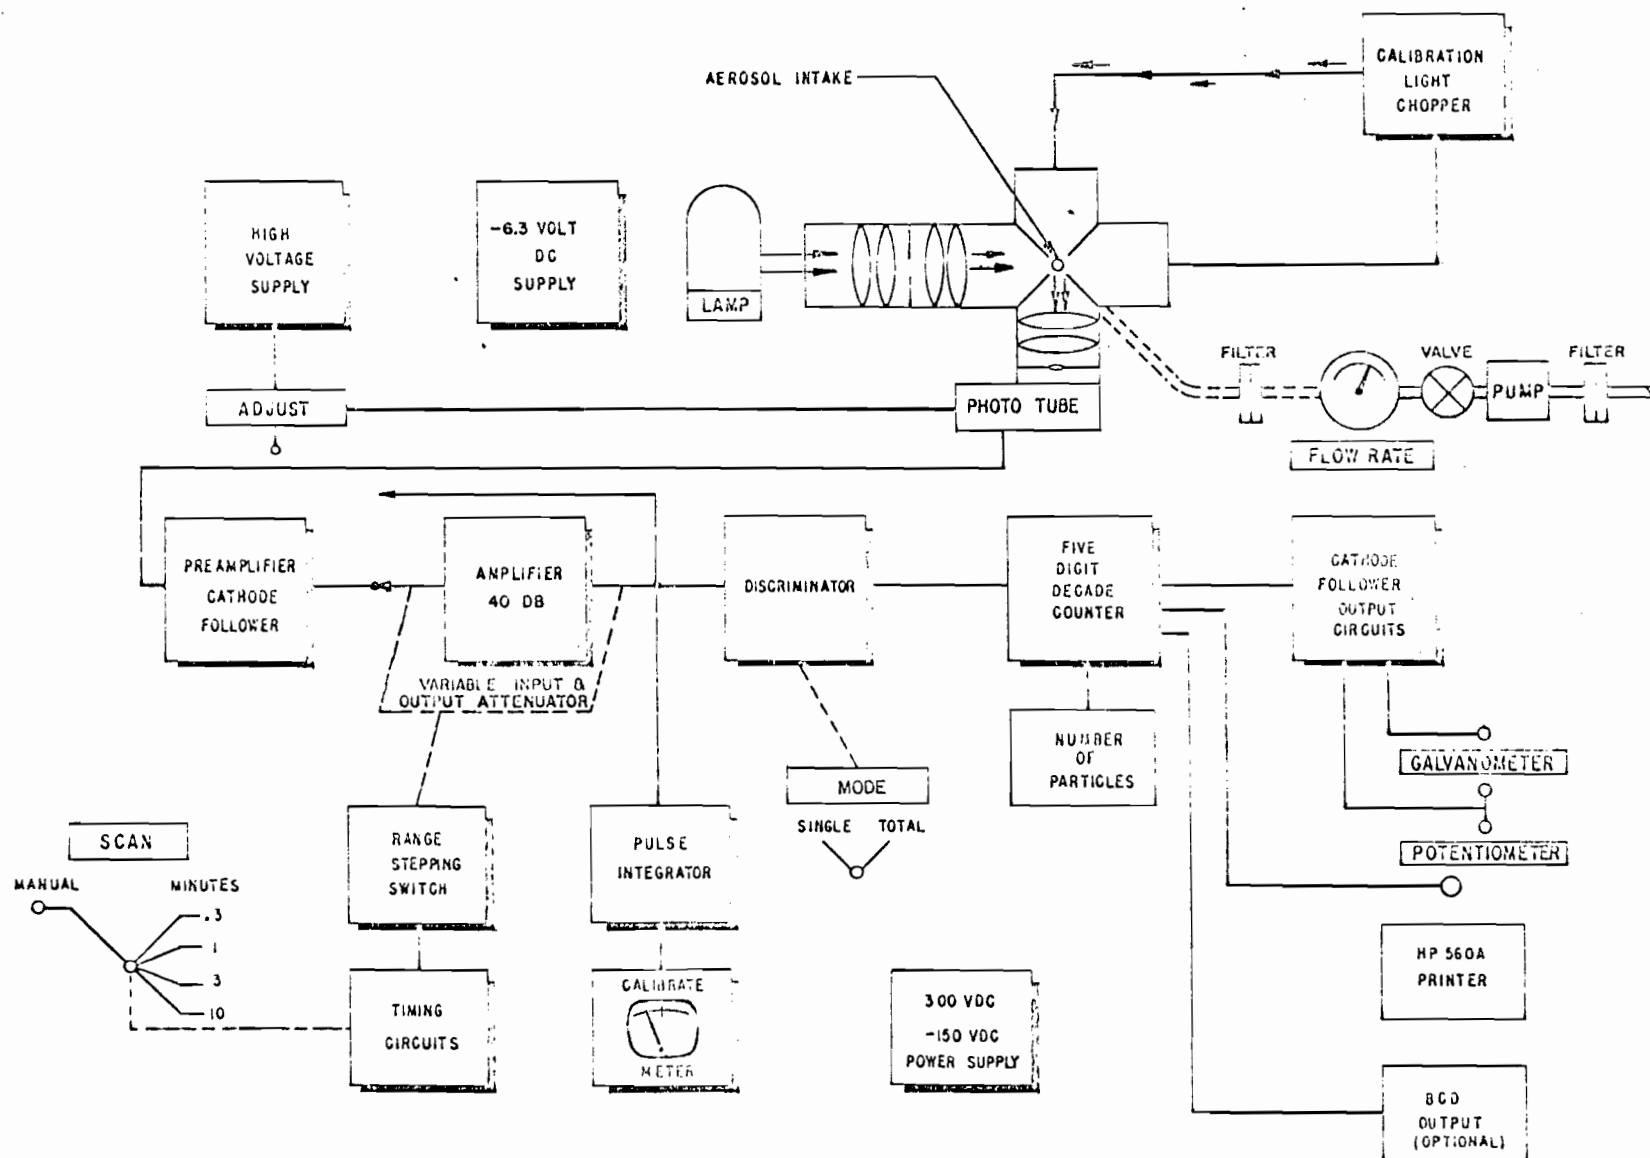 CALIBRATION
LIGHT
CHOPPER
AEROSOL INTAKE
HIGH
VOLTAGE
SUPPLY
-6.3 VOLT
DC
SUPPLY
LAMP
ADJUST
PHOTO TUBE
FILTER
VALVE
FILTER
PUMP
FLOW RATE
PREAMPLIFIER
CATHODE
FOLLOWER
AMPLIFIER
40 DB
VARIABLE INPUT &
OUTPUT ATTENUATOR
DISCRIMINATOR
FIVE
DIGIT
DECADE
COUNTER
CATHODE
FOLLOWER
OUTPUT
CIRCUITS
NUMBER
OF
PARTICLES
GALVANOMETER
POTENTIOMETER
MODE
SINGLE TOTAL
SCAN
MANUAL
MINUTES
.3
1
3
10
RANGE
STEPPING
SWITCH
PULSE
INTEGRATOR
TIMING
CIRCUITS
CALIBRATE
METER
300 VDC
-150 VDC
POWER SUPPLY
HP 560A
PRINTER
BCD
OUTPUT
(OPTIONAL)